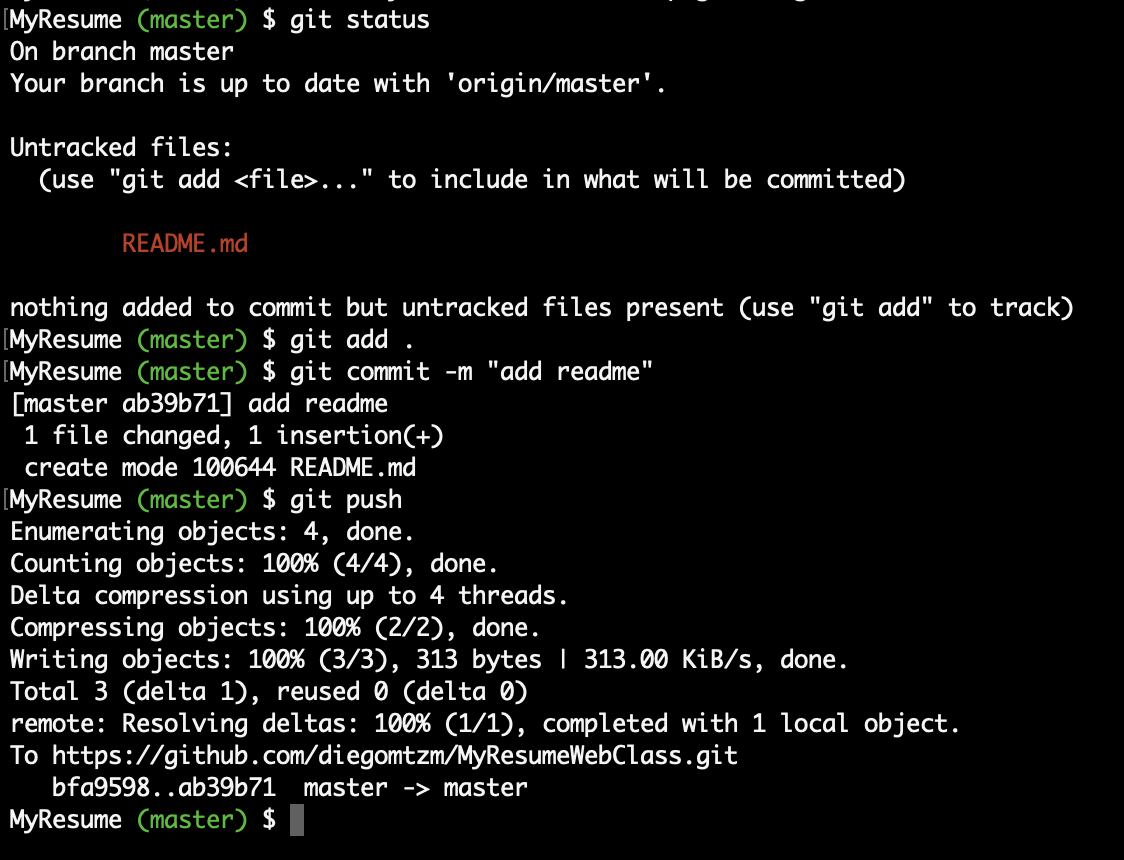 [MyResume (master) $ git status
On branch master
Your branch is up to date with 'origin/master'.
Untracked files:
(use "git add <file>..." to include in what will be committed)
README.md
nothing added to commit but untracked files present (use "git add" to track)
[MyResume (master) $ git add .
[MyResume (master) $ git commit -m "add readme"
[master ab39b71] add readme
1 file changed, 1 insertion(+)
create mode 100644 README.md
[MyResume (master) $ git push
Enumerating objects: 4, done.
Counting objects: 100% (4/4), done.
Delta compression using up to 4 threads.
Compressing objects: 100% (2/2), done.
Writing objects: 100% (3/3), 313 bytes | 313.00 KiB/s, done.
Total 3 (delta 1), reused 0 (delta 0)
remote: Resolving deltas: 100% (1/1), completed with 1 local object.
To https://github.com/diegomtzm/MyResumeWebClass.git
bfa9598..ab39b71  master -> master
MyResume (master) $